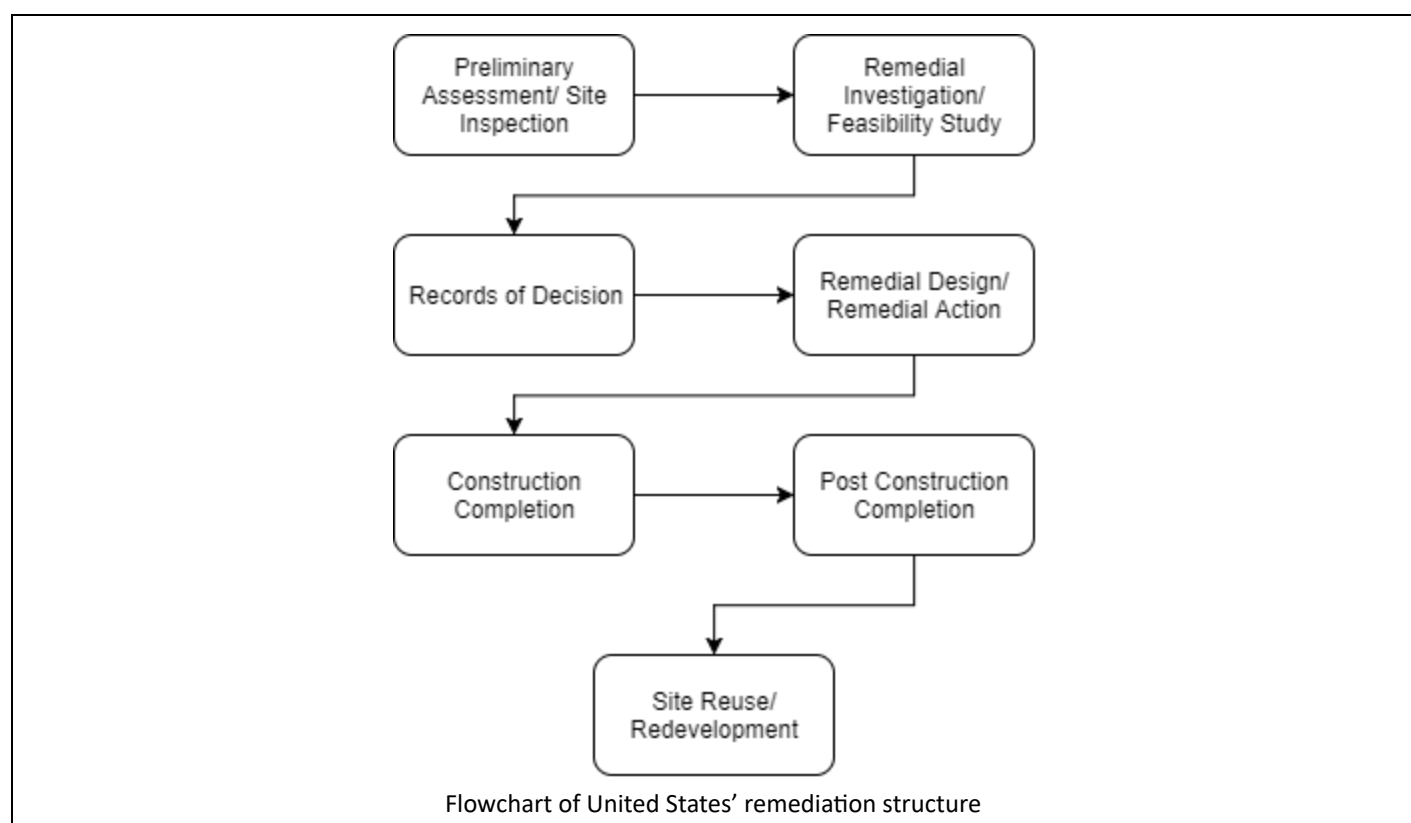 Preliminary
Assessment/ Site
Inspection
Remedial
Investigation/
Feasibility Study
Records of Decision
Remedial Design/
Remedial Action
Construction
Completion
Post Construction
Completion
Site Reuse/
Redevelopment
Flowchart of United States’ remediation structure